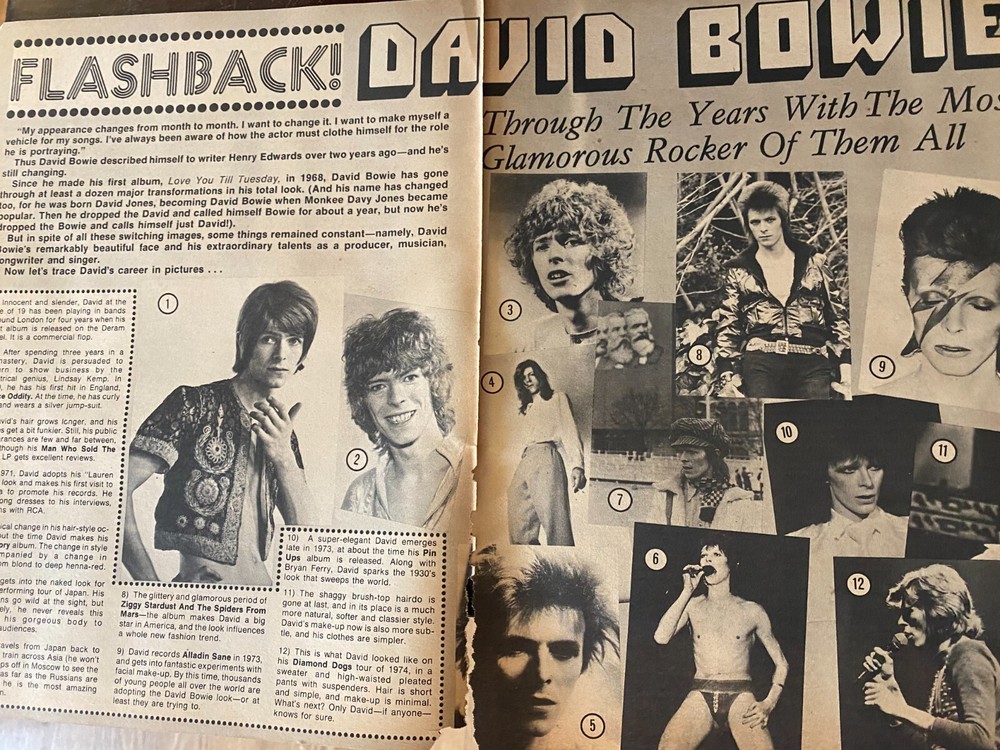 FLASHBACK!
DAVID BOWIE
Through The Years With The Mos
Glamorous Rocker Of Them All
"My appearance changes from month to month. I want to change it. I want to make myself a
vehicle for my songs. I've always been aware of how the actor must clothe himself for the role
he is portraying."
Thus David Bowie described himself to writer Henry Edwards over two years ago—and he's
still changing.
Since he made his first album, Love You Till Tuesday, in 1968, David Bowie has gone
through at least a dozen major transformations in his total look. (And his name has changed
too, for he was born David Jones, becoming David Bowie when Monkee Davy Jones became
popular. Then he dropped the David and called himself Bowie for about a year, but now he's
dropped the Bowie and calls himself just David!).
But in spite of all these switching images, some things remained constant—namely, David
Bowie's remarkably beautiful face and his extraordinary talents as a producer, musician,
songwriter and singer.
Now let's trace David's career in pictures . . .
Innocent and slender, David at the
e of 19 has been playing in bands
und London for four years when his
t album is released on the Deram
el. It is a commercial flop.
After spending three years in a
nastery, David is persuaded to
rn to show business by the
trical genius, Lindsay Kemp. In
, he has his first hit in England,
ce Oddity. At the time, he has curly
and wears a silver jump-suit.
vid's hair grows longer, and his
s get a bit funkier. Still, his public
rances are few and far between,
though his Man Who Sold The
LP gets excellent reviews.
971, David adopts his "Lauren
look and makes his first visit to
a to promote his records. He
ong dresses to his interviews,
ns with RCA.
ical change in his hair-style oc-
out the time David makes his
ory album. The change in style
mpanied by a change in
om blond to deep henna-red.
gets into the naked look for
erforming tour of Japan. His
ns go wild at the sight, but
ely, he never reveals this
his gorgeous body to
audiences.
ravels from Japan back to
train across Asia (he won't
ps off in Moscow to see the
as far as the Russians are
he is the most amazing
n.
8) The glittery and glamorous period of
Ziggy Stardust And The Spiders From
Mars—the album makes David a big
star in America, and the look influences
a whole new fashion trend.
9) David records Alladin Sane in 1973,
and gets into fantastic experiments with
facial make-up. By this time, thousands
of young people all over the world are
adopting the David Bowie look—or at
least they are trying to.
10) A super-elegant David emerges
late in 1973, at about the time his Pin
Ups album is released. Along with
Bryan Ferry, David sparks the 1930's
look that sweeps the world.
11) The shaggy brush-top hairdo is
gone at last, and in its place is a much
more natural, softer and classier style.
David's make-up now is also more sub-
tle, and his clothes are simpler.
12) This is what David looked like on
his Diamond Dogs tour of 1974, in a
sweater and high-waisted pleated
pants with suspenders. Hair is short
and simple, and make-up is minimal.
What's next? Only David—if anyone—
knows for sure.
1
2
3
4
5
6
7
8
9
10
11
12